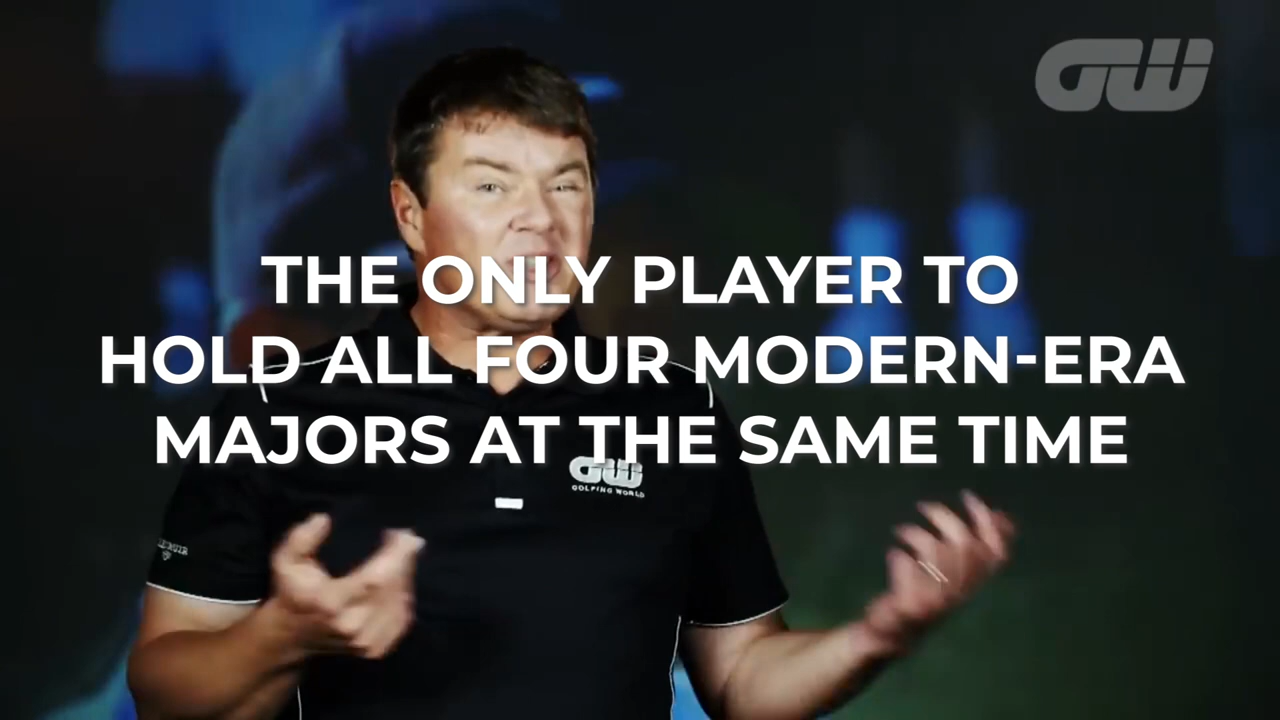 GW
THE ONLY PLAYER TO
HOLD ALL FOUR MODERN-ERA
MAJORS AT THE SAME TIME
GW
GOLFING WORLD